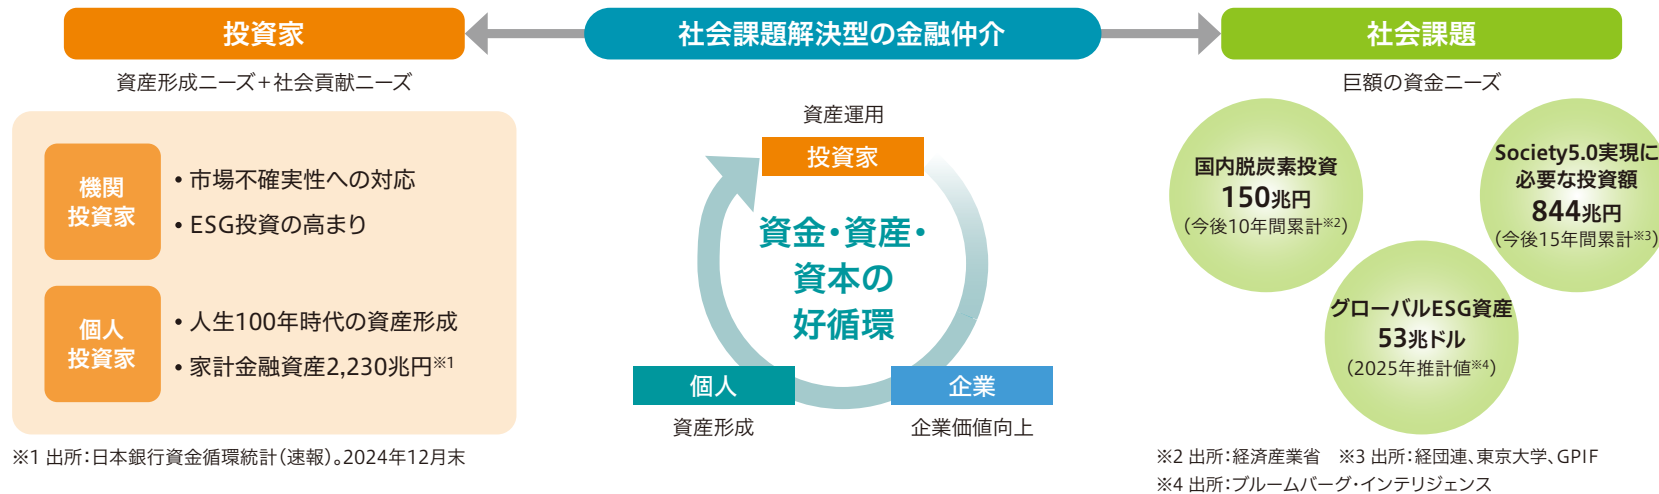 投資家
社会課題解決型の金融仲介
社会課題
資産形成ニーズ+社会貢献ニーズ
機関
投資家
• 市場不確実性への対応
• ESG投資の高まり
個人
投資家
• 人生100年時代の資産形成
• 家計金融資産2,230兆円※1
※1 出所:日本銀行資金循環統計(速報)。2024年12月末
資産運用
投資家
資金・資産・
資本の
好循環
個人
資産形成
企業
企業価値向上
巨額の資金ニーズ
国内脱炭素投資
150兆円
(今後10年間累計※2)
Society5.0実現に
必要な投資額
844兆円
(今後15年間累計※3)
グローバルESG資産
53兆ドル
(2025年推計値※4)
※2 出所:経済産業省 ※3 出所:経団連、東京大学、GPIF
※4 出所:ブルームバーグ・インテリジェンス